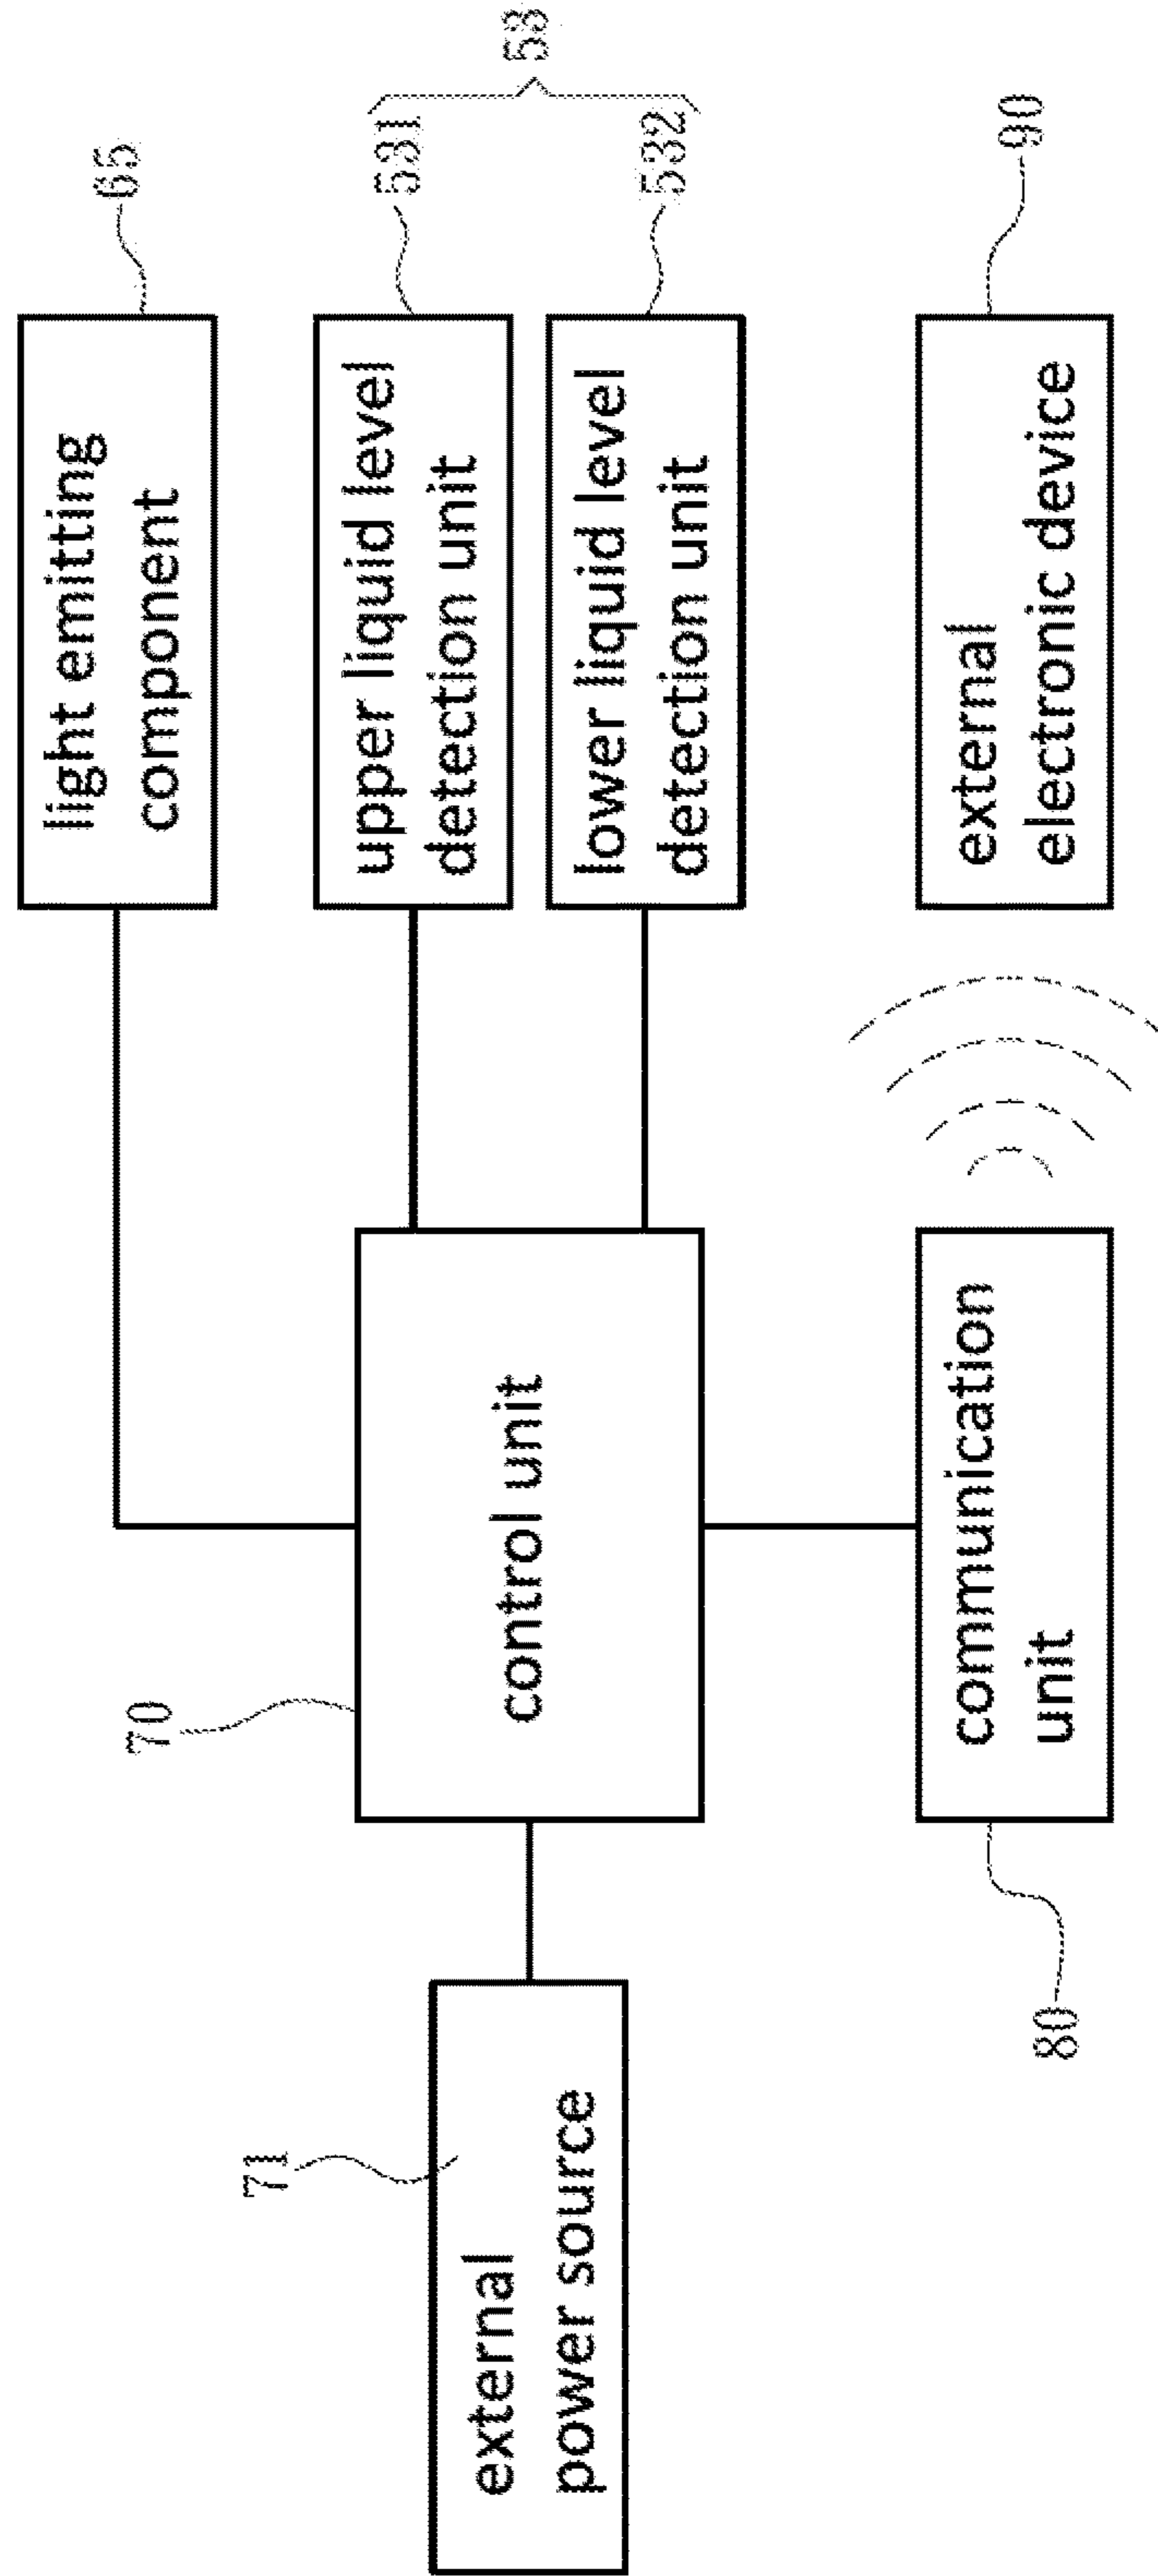 65
light emitting
component
531
53
upper liquid level
detection unit
532
lower liquid level
detection unit
70
control unit
71
external
power source
80
communication
unit
90
external
electronic device